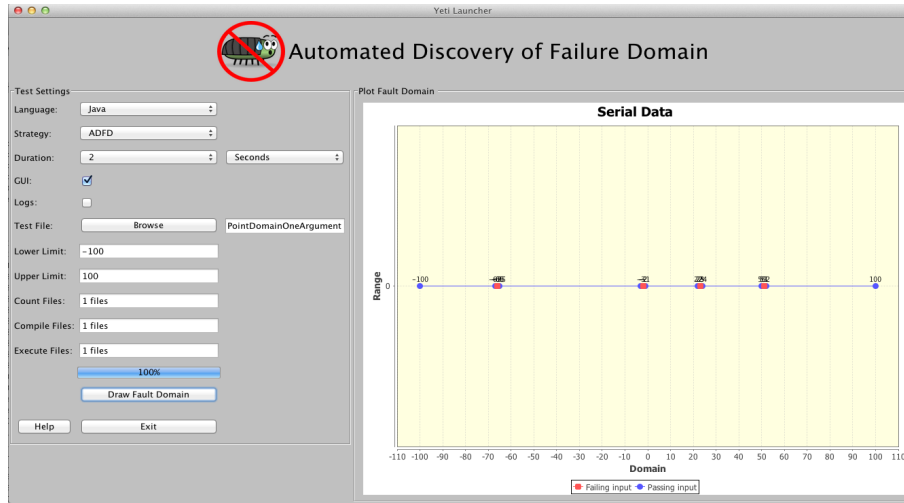 Yeti Launcher
Automated Discovery of Failure Domain
Test Settings
Language: Java
Strategy: ADFD
Duration: 2 Seconds
GUI:
Logs:
Test File: Browse PointDomainOneArgument
Lower Limit: -100
Upper Limit: 100
Count Files: 1 files
Compile Files: 1 files
Execute Files: 1 files
100%
Draw Fault Domain
Help Exit
Plot Fault Domain
Serial Data
Range
0
-100 100
-110 -100 -90 -80 -70 -60 -50 -40 -30 -20 -10 0 10 20 30 40 50 60 70 80 90 100 110
Domain
Failing input Passing input